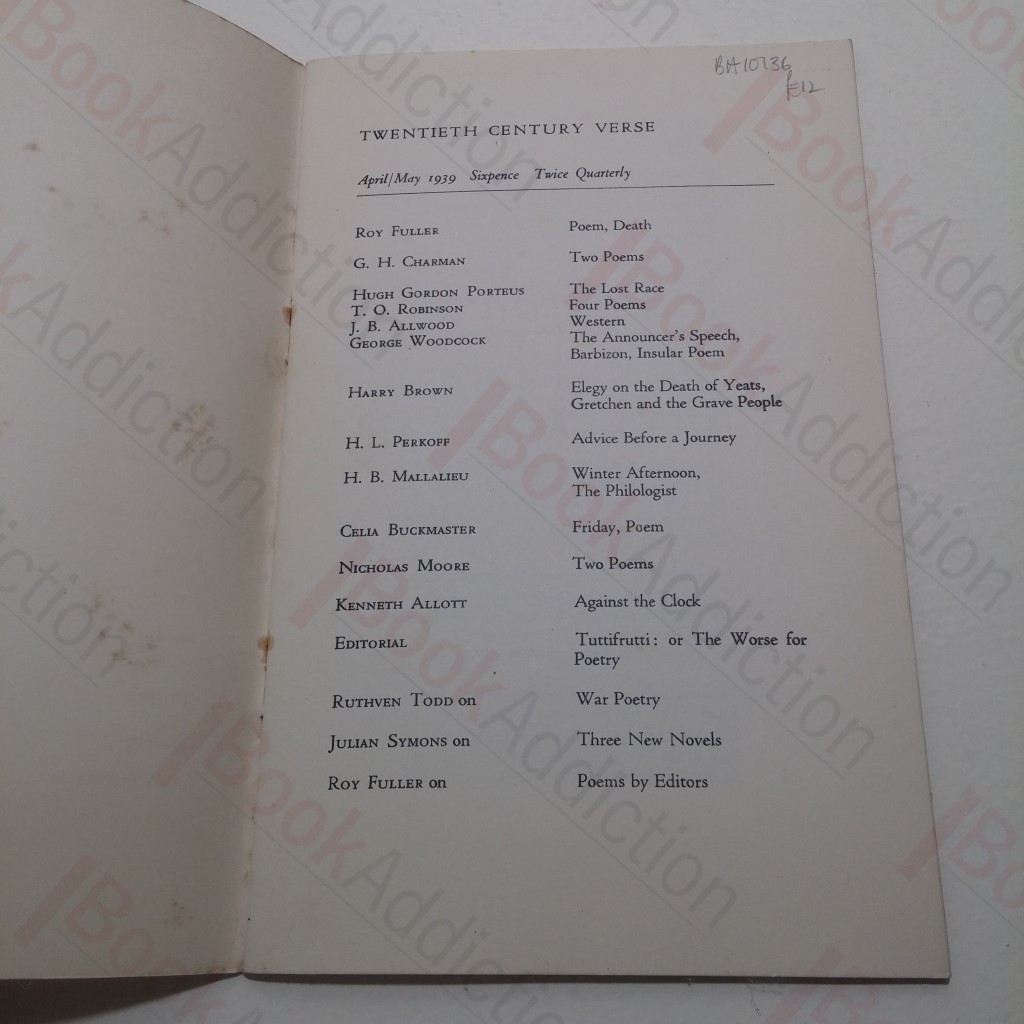 BH10736
£12
TWENTIETH CENTURY VERSE
April/May 1939 Sixpence Twice Quarterly
ROY FULLER Poem, Death
G. H. CHARMAN Two Poems
HUGH GORDON PORTEUS The Lost Race
T. O. ROBINSON Four Poems
J. B. ALLWOOD Western
GEORGE WOODCOCK The Announcer's Speech,
Barbizon, Insular Poem
HARRY BROWN Elegy on the Death of Yeats,
Gretchen and the Grave People
H. L. PERKOFF Advice Before a Journey
H. B. MALLALIEU Winter Afternoon,
The Philologist
CELIA BUCKMASTER Friday, Poem
NICHOLAS MOORE Two Poems
KENNETH ALLOTT Against the Clock
EDITORIAL Tuttifrutti: or The Worse for
Poetry
RUTHVEN TODD on War Poetry
JULIAN SYMONS on Three New Novels
ROY FULLER on Poems by Editors
BookAddiction